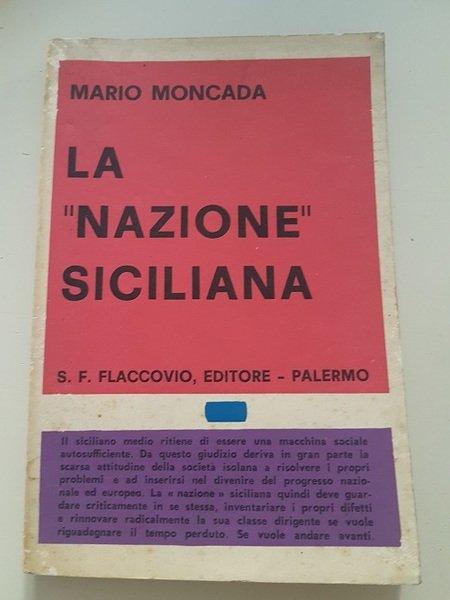 MARIO MONCADA
LA
"NAZIONE"
SICILIANA
S. F. FLACCOVIO, EDITORE - PALERMO
Il siciliano medio ritiene di essere una macchina sociale
autosufficiente. Da questo giudizio deriva in gran parte la
scarsa attitudine della società isolana a risolvere i propri
problemi e ad inserirsi nel divenire del progresso nazio-
nale ed europeo. La « nazione » siciliana quindi deve guar-
dare criticamente in se stessa, inventariare i propri difetti
e rinnovare radicalmente la sua classe dirigente se vuole
riguadagnare il tempo perduto. Se vuole andare avanti.